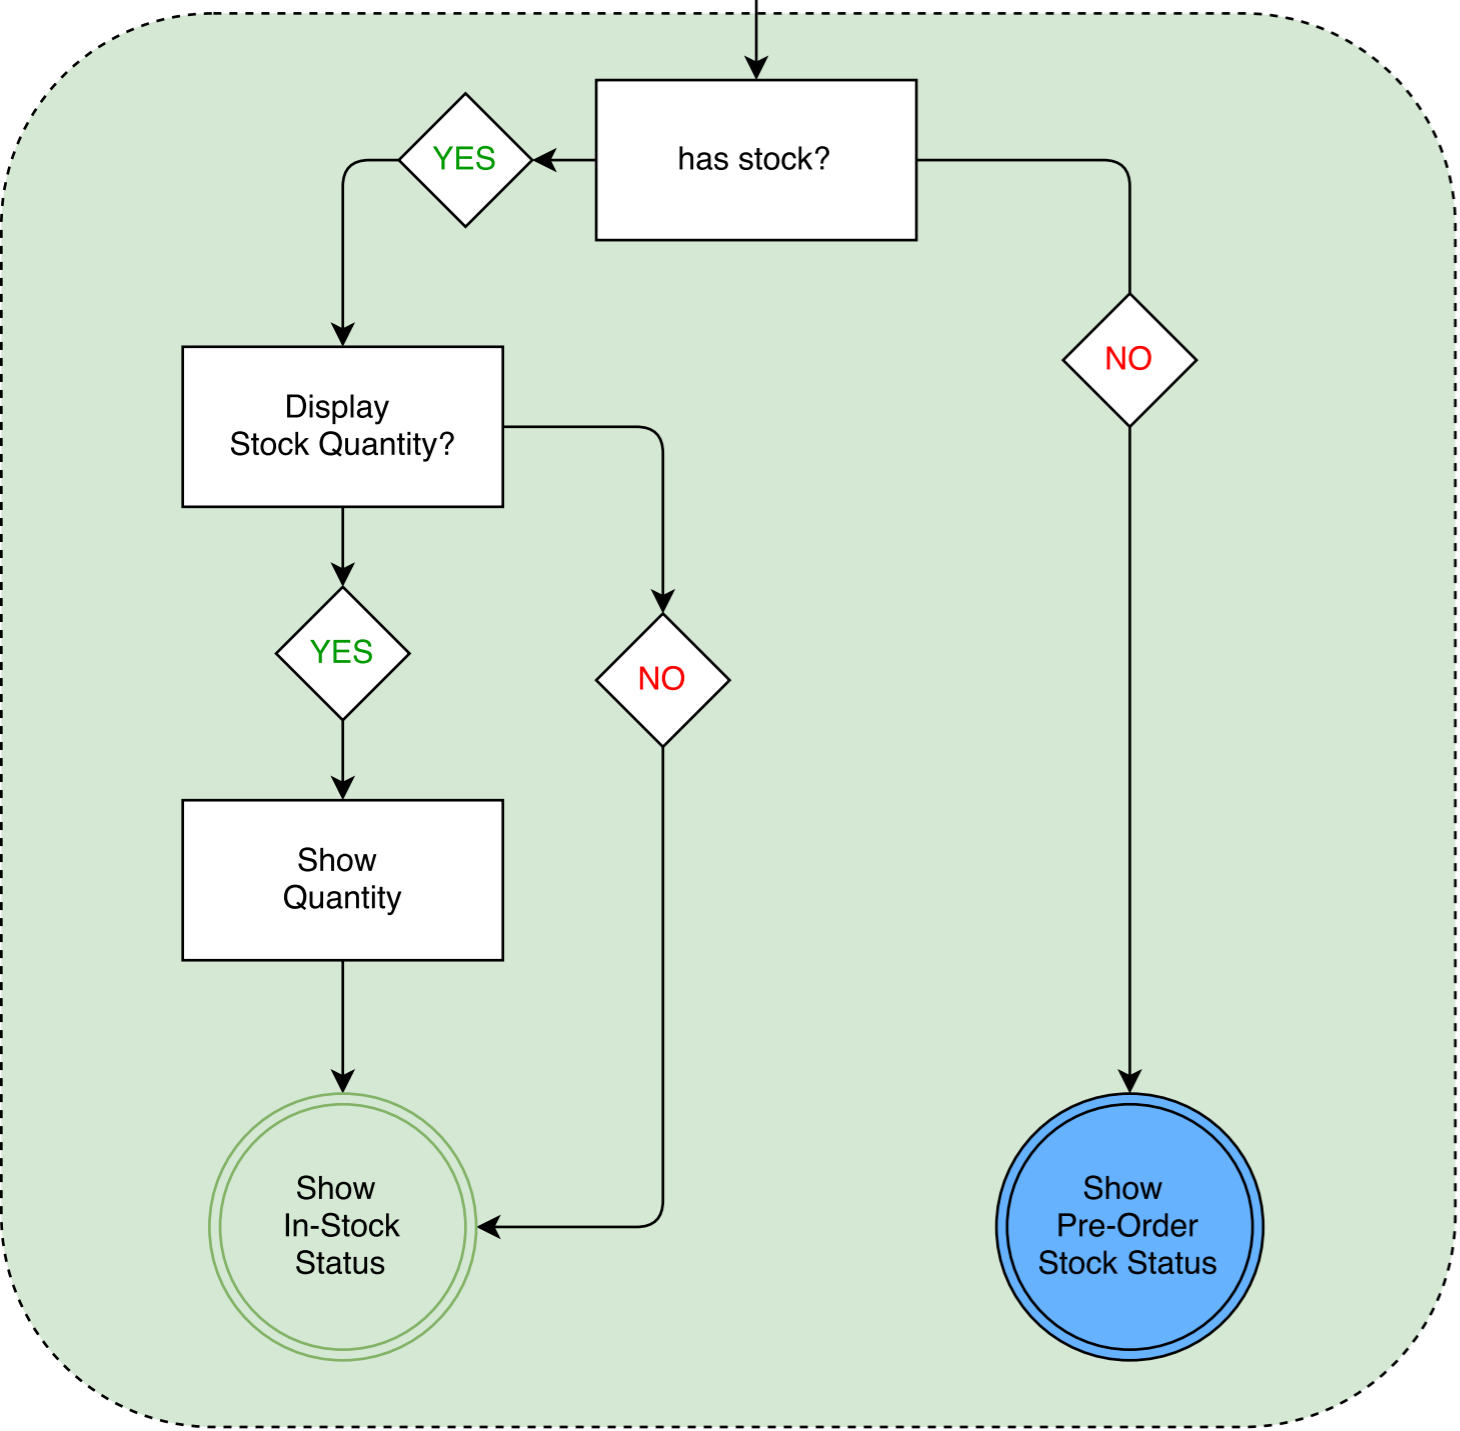 has stock?
YES
NO
Display
Stock Quantity?
YES
NO
Show
Quantity
Show
In-Stock
Status
Show
Pre-Order
Stock Status